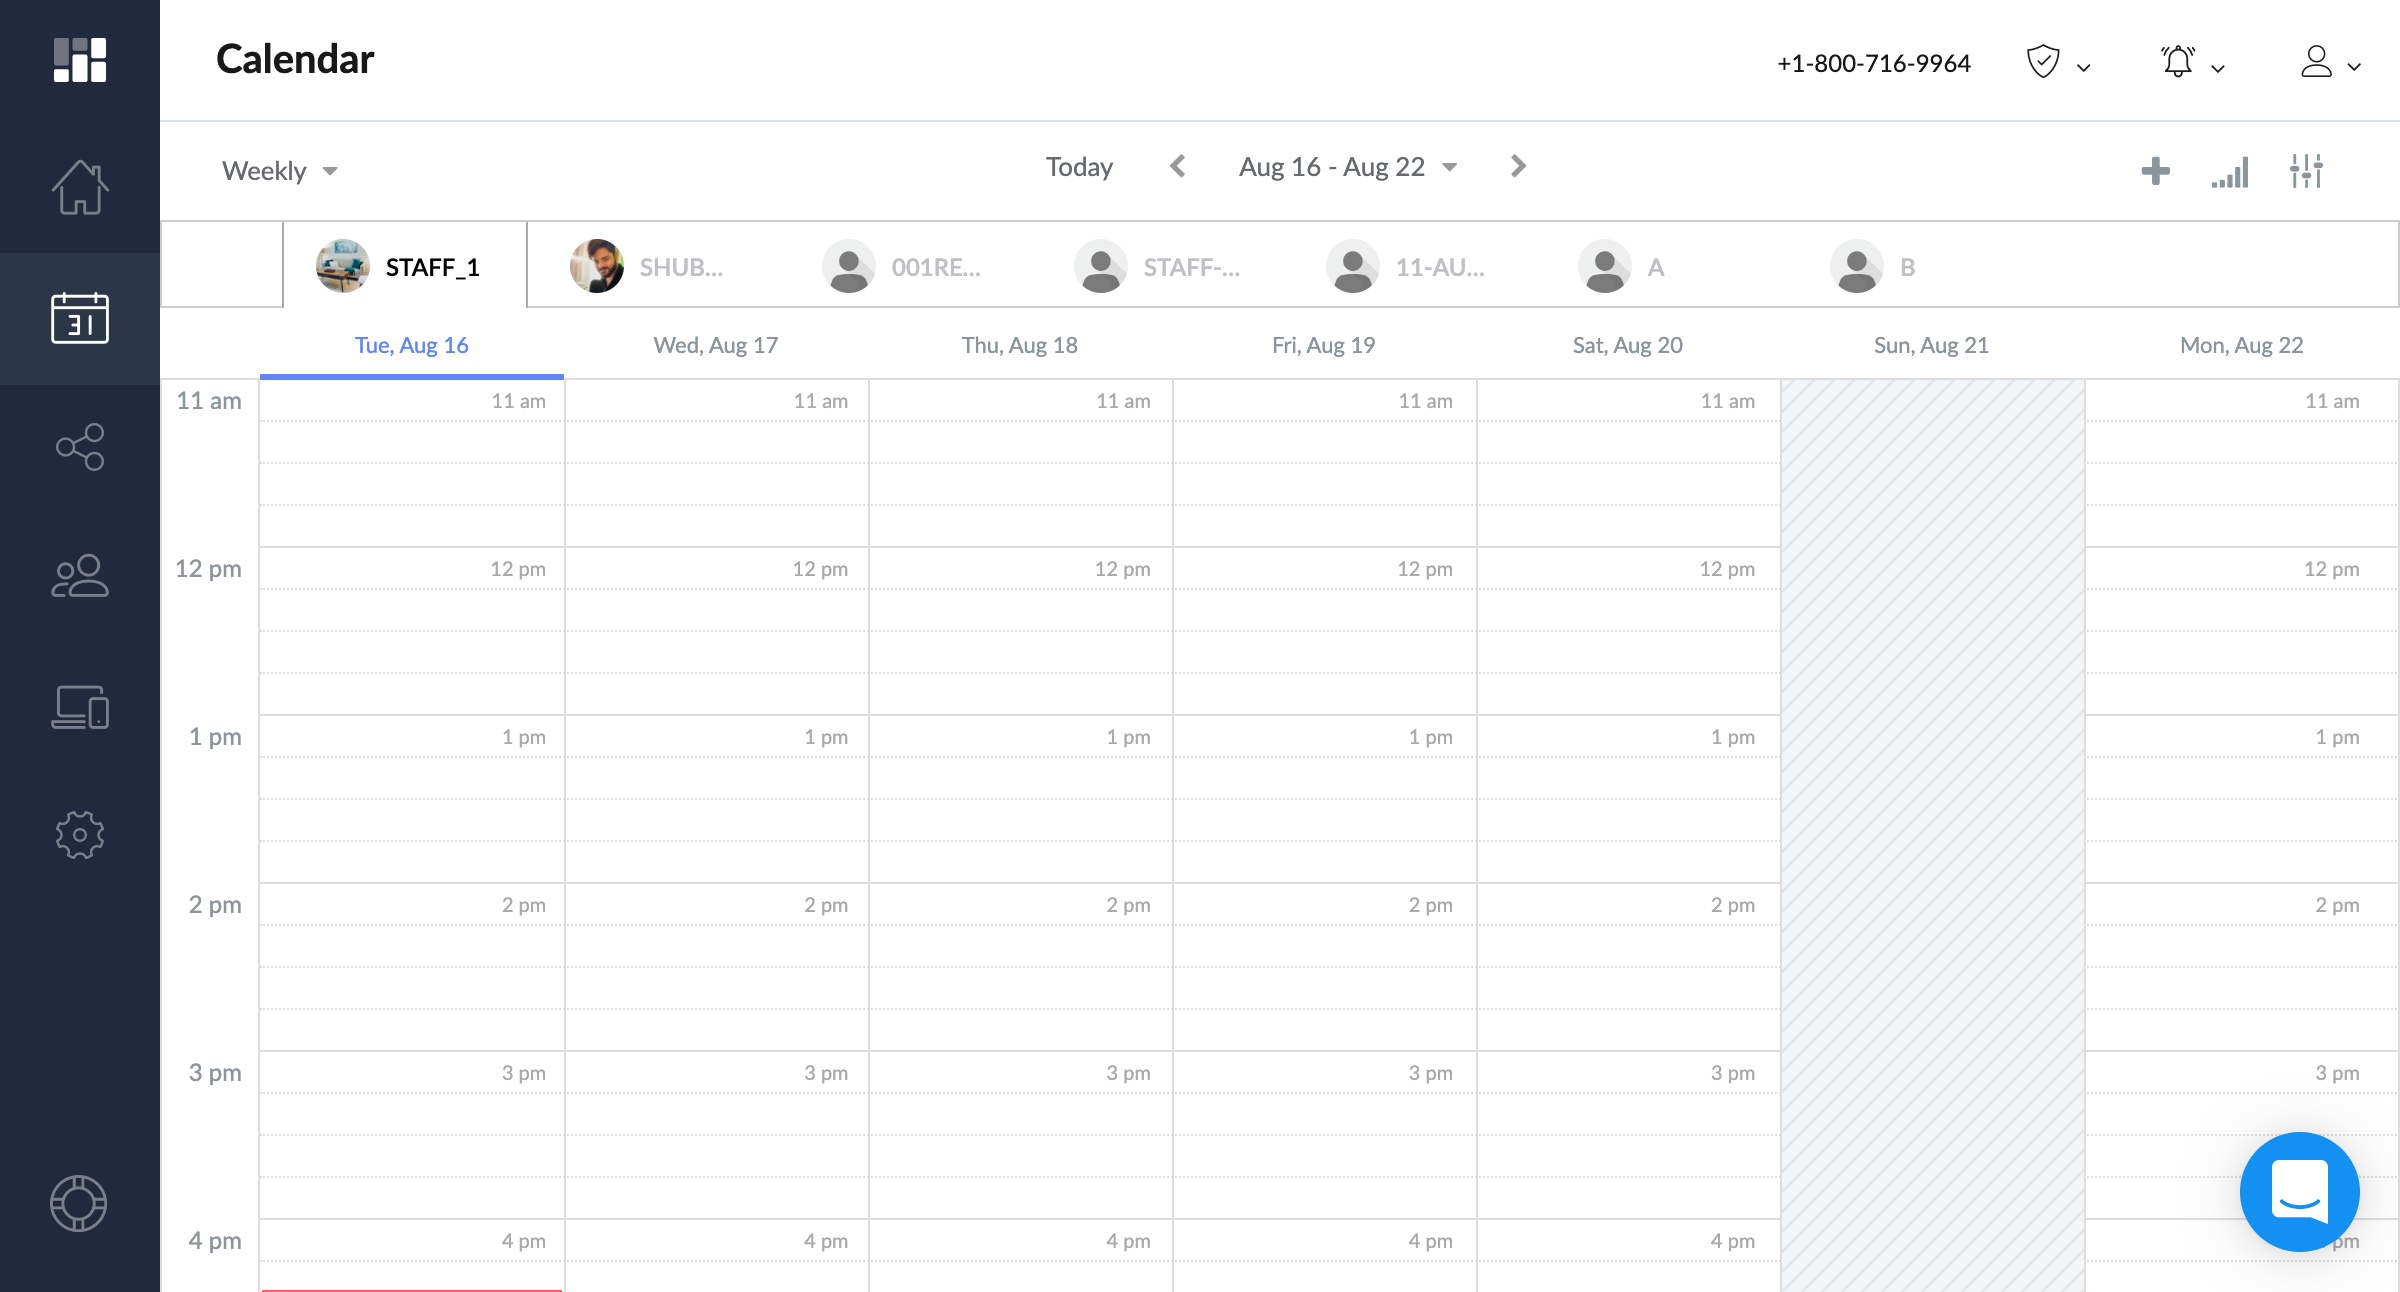 Calendar
+1-800-716-9964
Weekly
Today
Aug 16 - Aug 22
STAFF_1
SHUB...
001RE...
STAFF-...
11-AU...
A
B
31
Tue, Aug 16
Wed, Aug 17
Thu, Aug 18
Fri, Aug 19
Sat, Aug 20
Sun, Aug 21
Mon, Aug 22
11 am 11 am 11 am 11 am 11 am 11 am 11 am
12 pm 12 pm 12 pm 12 pm 12 pm 12 pm 12 pm
1 pm 1 pm 1 pm 1 pm 1 pm 1 pm 1 pm
2 pm 2 pm 2 pm 2 pm 2 pm 2 pm 2 pm
3 pm 3 pm 3 pm 3 pm 3 pm 3 pm 3 pm
4 pm 4 pm 4 pm 4 pm 4 pm 4 pm pm